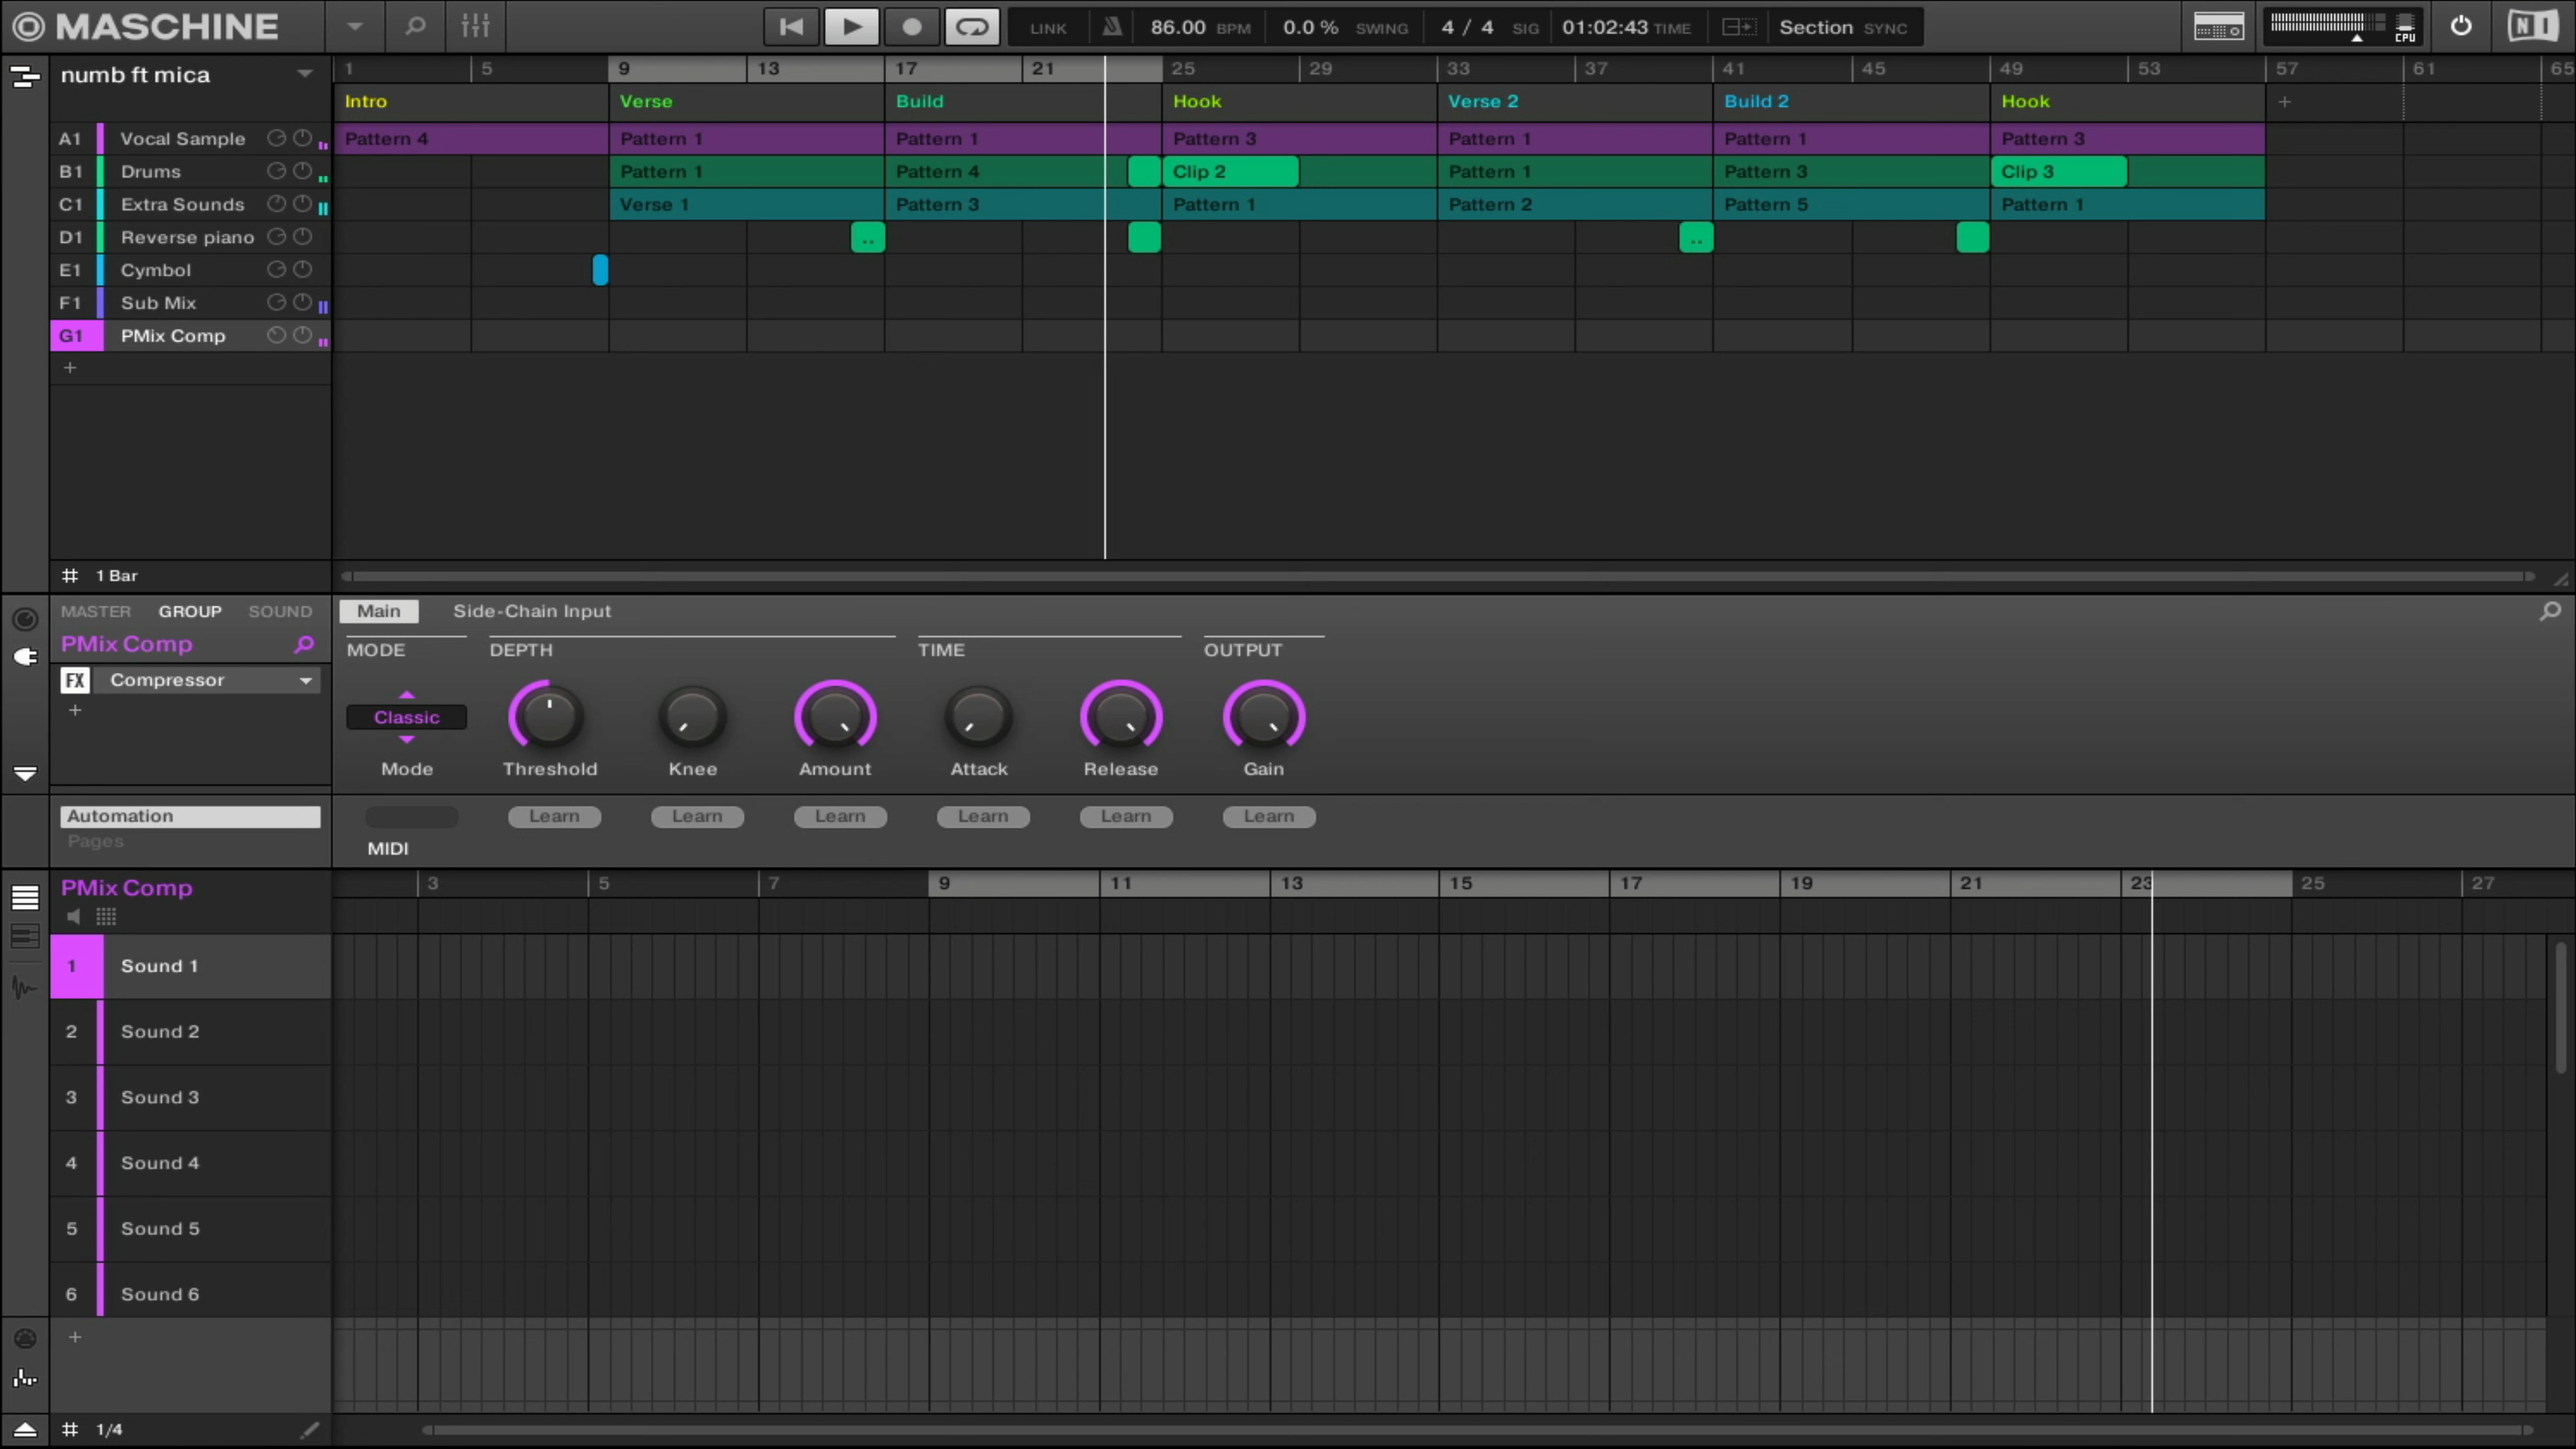 MASCHINE
LINK 86.00 BPM 0.0 % SWING 4 / 4 SIG 01:02:43 TIME Section SYNC CPU NI
numb ft mica
1 5 9 13 17 21 25 29 33 37 41 45 49 53 57 61 65
Intro Verse Build Hook Verse 2 Build 2 Hook +
A1 Vocal Sample Pattern 4 Pattern 1 Pattern 1 Pattern 3 Pattern 1 Pattern 1 Pattern 3
B1 Drums Pattern 1 Pattern 4 Clip 2 Pattern 1 Pattern 3 Clip 3
C1 Extra Sounds Verse 1 Pattern 3 Pattern 1 Pattern 2 Pattern 5 Pattern 1
D1 Reverse piano .. ..
E1 Cymbol
F1 Sub Mix
G1 PMix Comp
+
# 1 Bar
MASTER GROUP SOUND Main Side-Chain Input
PMix Comp
MODE DEPTH TIME OUTPUT
FX Compressor
+
Classic
Mode Threshold Knee Amount Attack Release Gain
Automation Learn Learn Learn Learn Learn Learn
Pages
MIDI
PMix Comp
3 5 7 9 11 13 15 17 19 21 23 25 27
1 Sound 1
2 Sound 2
3 Sound 3
4 Sound 4
5 Sound 5
6 Sound 6
+
# 1/4